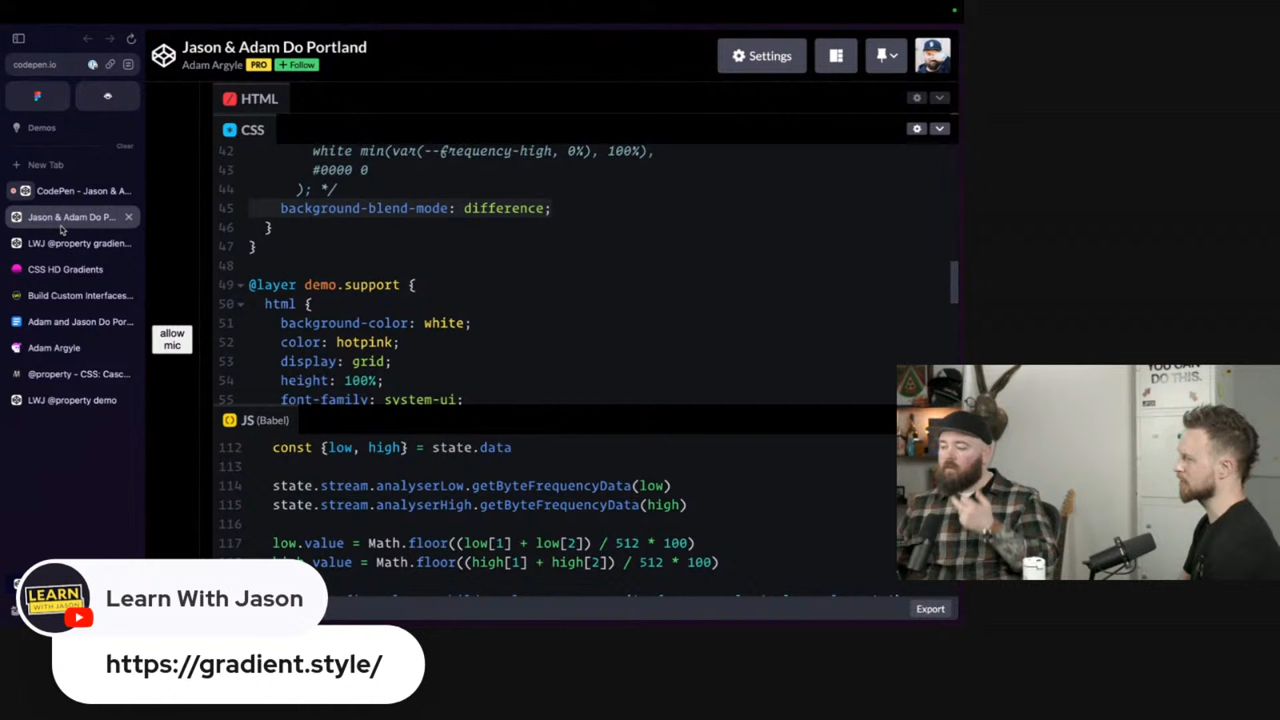 Jason & Adam Do Portland
Adam Argyle PRO + Follow
Settings
codepen.io
Demos
Clear
New Tab
CodePen - Jason & A...
Jason & Adam Do P...
LWJ @property gradien...
CSS HD Gradients
Build Custom Interfaces...
Adam and Jason Do Por...
Adam Argyle
@property - CSS: Casc...
LWJ @property demo
allow
mic
HTML
CSS
42 white min(var(--frequency-high, 0%), 100%),
43 #0000 0
44 ); */
45 background-blend-mode: difference;
46 }
47 }
48
49 @layer demo.support {
50 html {
51 background-color: white;
52 color: hotpink;
53 display: grid;
54 height: 100%;
55 font-family: system-ui;
JS (Babel)
112 const {low, high} = state.data
113
114 state.stream.analyserLow.getByteFrequencyData(low)
115 state.stream.analyserHigh.getByteFrequencyData(high)
116
117 low.value = Math.floor((low[1] + low[2]) / 512 * 100)
value = Math.floor((high[1] + high[2]) / 512 * 100)
Export
YOU CAN
DO THIS.
LEARN
WITH JASON
Learn With Jason
https://gradient.style/